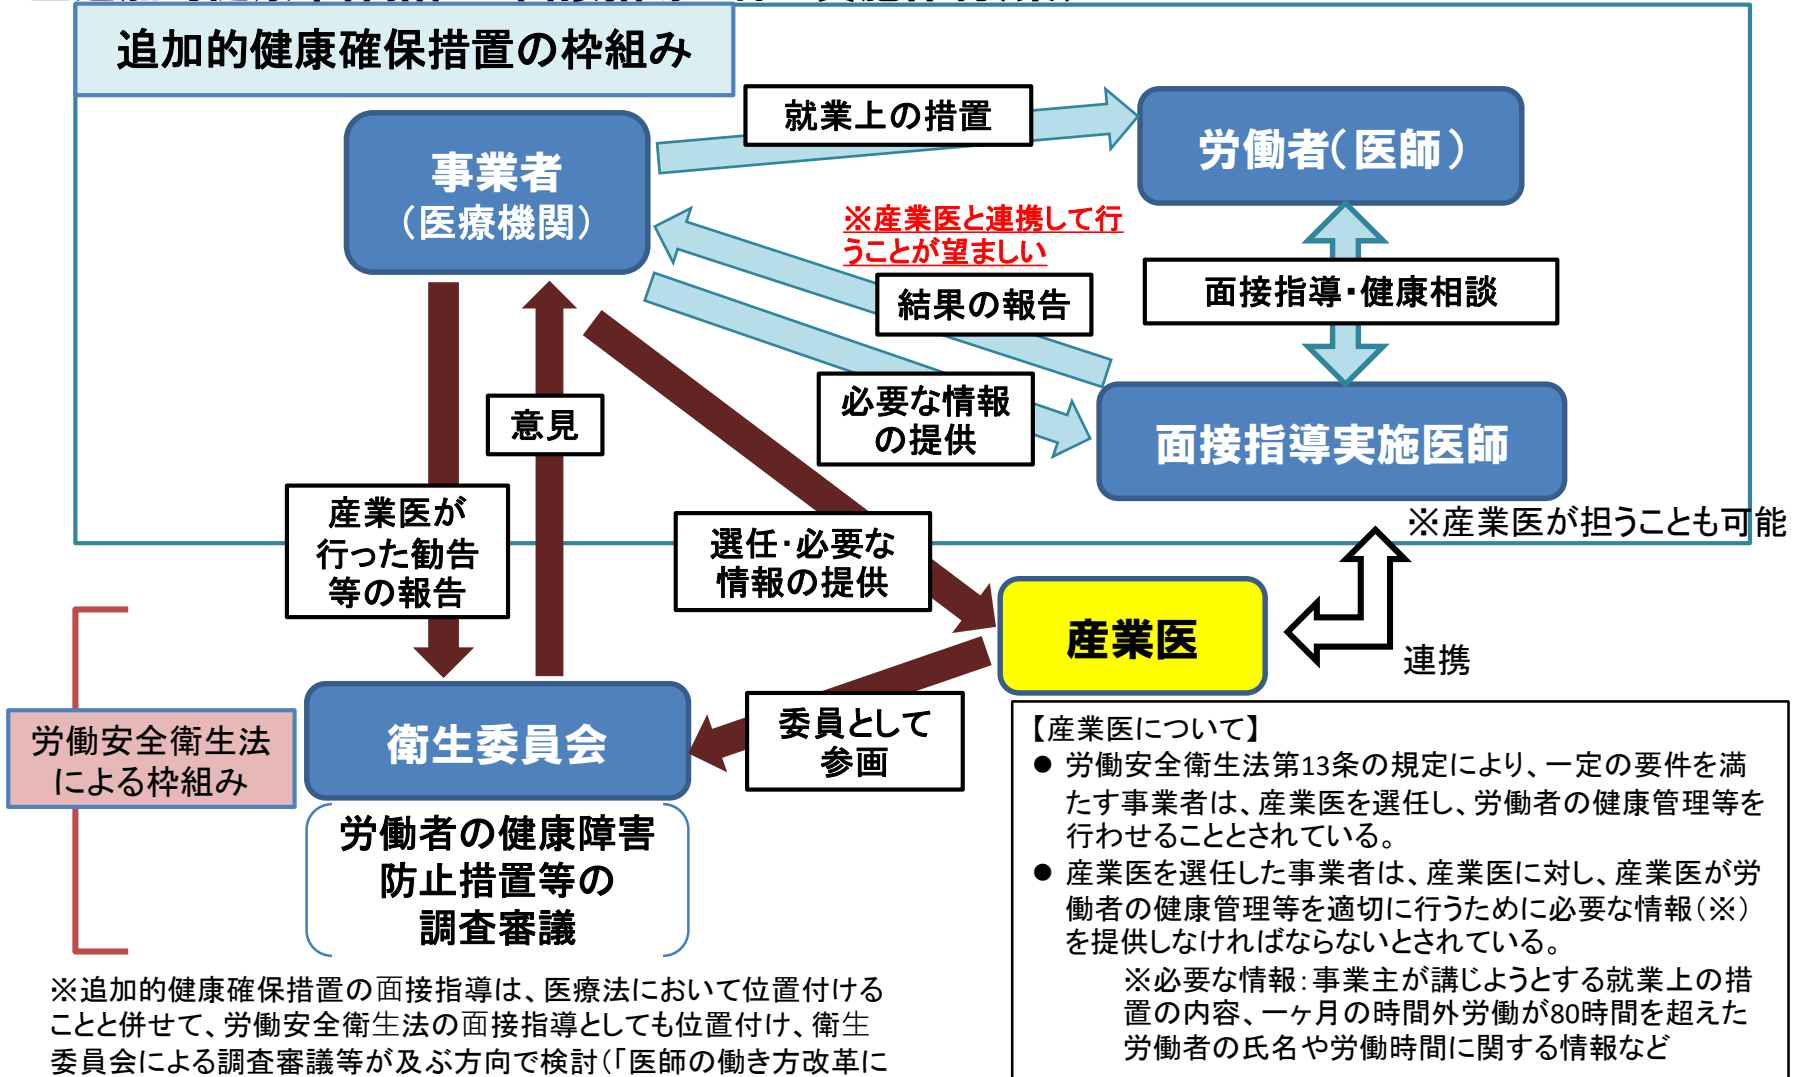 追加的健康確保措置の枠組み
就業上の措置
労働者(医師)
事業者
(医療機関)
※産業医と連携して行
うことが望ましい
結果の報告
面接指導・健康相談
必要な情報
の提供
意見
面接指導実施医師
※産業医が担うことも可能
産業医が
行った勧告
等の報告
選任・必要な
情報の提供
産業医
連携
労働安全衛生法
による枠組み
衛生委員会
委員として
参画
労働者の健康障害
防止措置等の
調査審議
【産業医について】
● 労働安全衛生法第13条の規定により、一定の要件を満
たす事業者は、産業医を選任し、労働者の健康管理等を
行わせることとされている。
● 産業医を選任した事業者は、産業医に対し、産業医が労
働者の健康管理等を適切に行うために必要な情報(※)
を提供しなければならないとされている。
※必要な情報:事業主が講じようとする就業上の措
置の内容、一ヶ月の時間外労働が80時間を超えた
労働者の氏名や労働時間に関する情報など
※追加的健康確保措置の面接指導は、医療法において位置付ける
ことと併せて、労働安全衛生法の面接指導としても位置付け、衛生
委員会による調査審議等が及ぶ方向で検討(「医師の働き方改革に